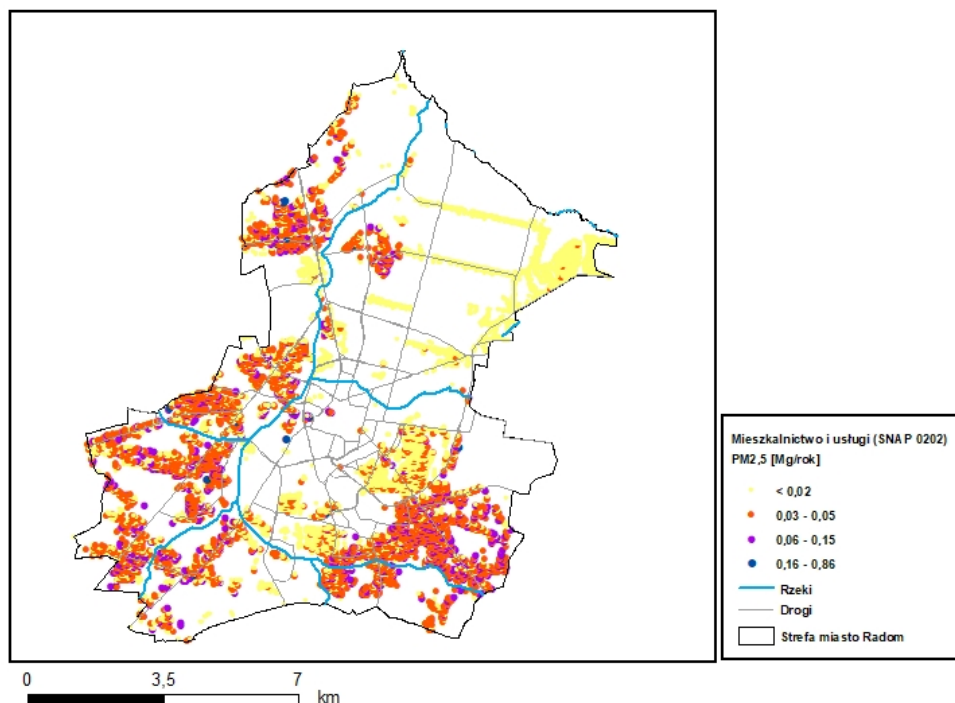 Mieszkalnictwo i usługi (SNA P 0202)
PM2,5 [Mg/rok]
< 0,02
0,03 - 0,05
0,06 - 0,15
0,16 - 0,86
Rzeki
Drogi
Strefa miasto Radom
0 3,5 7
km